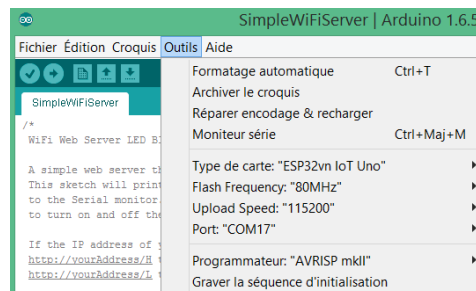 SimpleWiFiServer | Arduino 1.6.5
Fichier Édition Croquis Outils Aide
SimpleWiFiServer
/*
WiFi Web Server LED
A simple web server
This sketch will print
to the Serial monitor.
to turn on and off the
If the IP address of
http://yourAddress/H
http://yourAddress/L
Formatage automatique Ctrl+T
Archiver le croquis
Réparer encodage & recharger
Moniteur série Ctrl+Maj+M
Type de carte: "ESP32vn IoT Uno"
Flash Frequency: "80MHz"
Upload Speed: "115200"
Port: "COM17"
Programmateur: "AVRISP mkII"
Graver la séquence d'initialisation